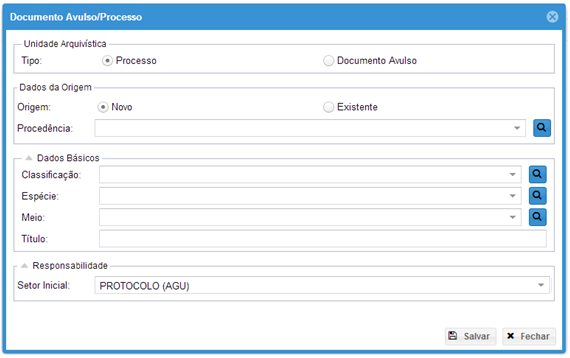 Documento Avulso/Processo
Unidade Arquivística
Tipo: Processo Documento Avulso
Dados da Origem
Origem: Novo Existente
Procedência:
Dados Básicos
Classificação:
Espécie:
Meio:
Título:
Responsabilidade
Setor Inicial: PROTOCOLO (AGU)
Salvar Fechar